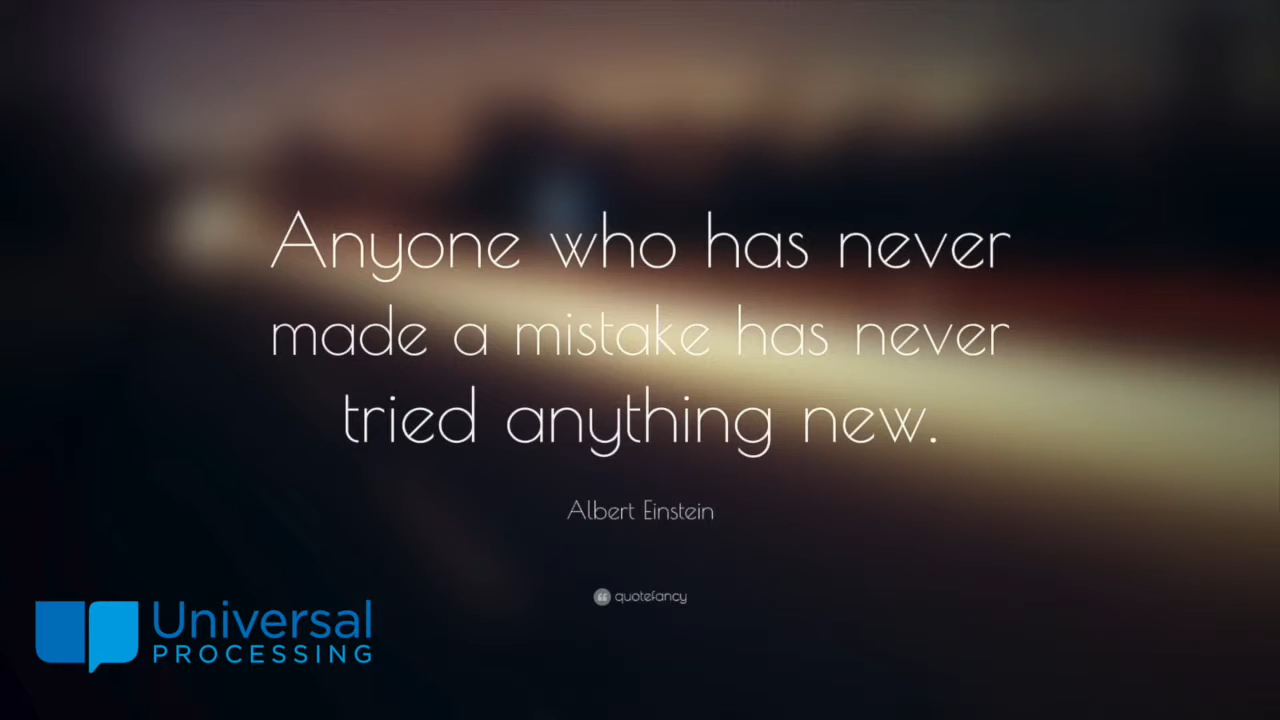 Anyone who has never
made a mistake has never
tried anything new.
Albert Einstein
quotefancy
Universal
PROCESSING